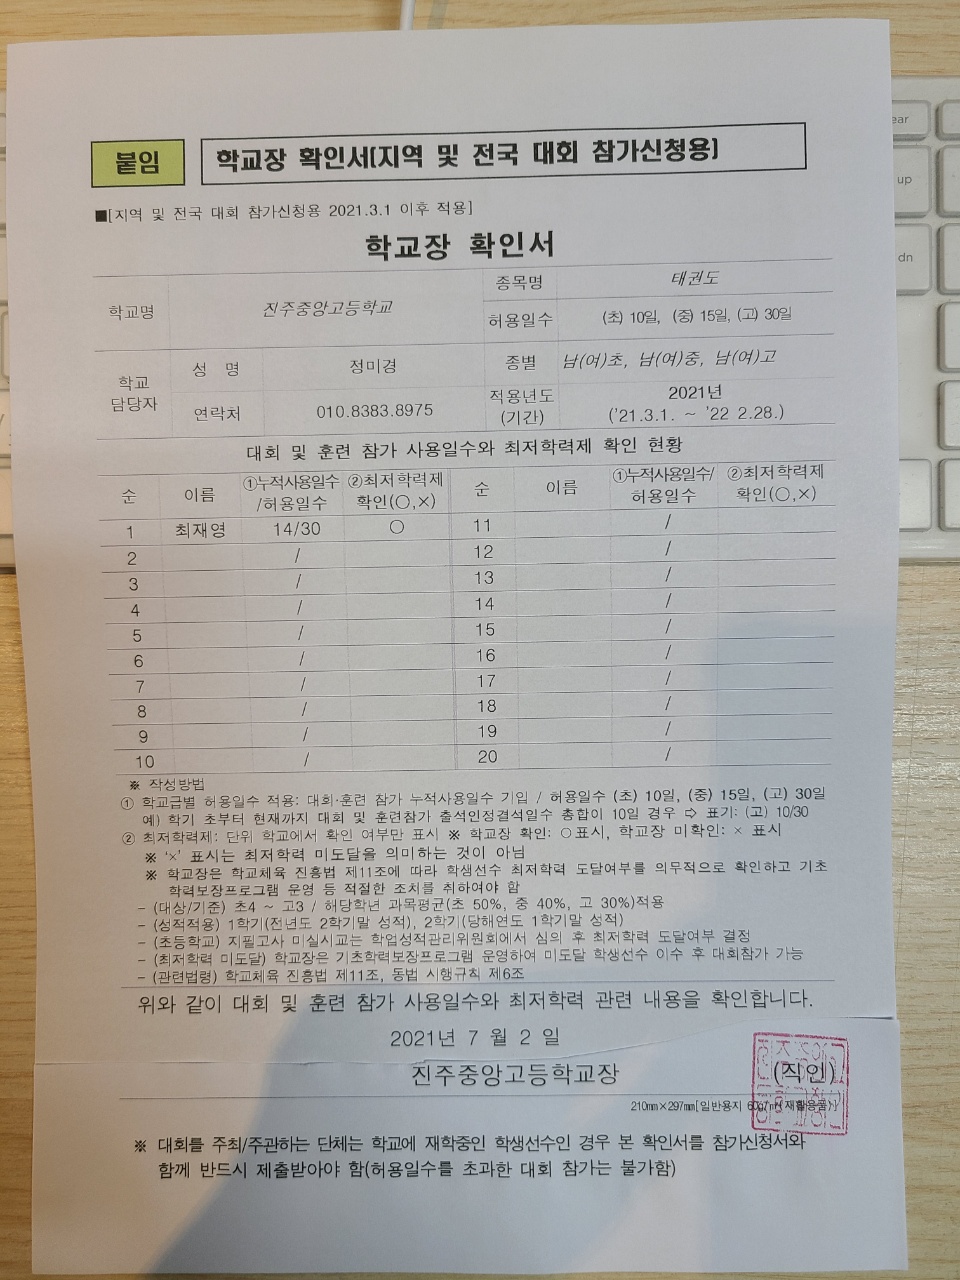 붙임
학교장 확인서(지역 및 전국 대회 참가신청용)
■[지역 및 전국 대회 참가신청용 2021.3.1 이후 적용]
학교장 확인서
학교명 진주중앙고등학교 종목명 태권도
허용일수 (초) 10일, (중) 15일, (고) 30일
학교 담당자 성 명 정미경 종별 남(여)초, 남(여)중, 남(여)고
연락처 010.8383.8975 적용년도 (기간) 2021년 ('21.3.1. ~ '22 2.28.)
대회 및 훈련 참가 사용일수와 최저학력제 확인 현황
순 이름 ①누적사용일수/허용일수 ②최저학력제 확인(○,×) 순 이름 ①누적사용일수/허용일수 ②최저학력제 확인(○,×)
1 최재영 14/30 ○ 11 /
2 / 12 /
3 / 13 /
4 / 14 /
5 / 15 /
6 / 16 /
7 / 17 /
8 / 18 /
9 / 19 /
10 / 20 /
※ 작성방법
① 학교급별 허용일수 적용: 대회·훈련 참가 누적사용일수 기입 / 허용일수 (초) 10일, (중) 15일, (고) 30일
예) 학기 초부터 현재까지 대회 및 훈련참가 출석인정결석일수 총합이 10일 경우 ⇨ 표기: (고) 10/30
② 최저학력제: 단위 학교에서 확인 여부만 표시 ※ 학교장 확인: ○표시, 학교장 미확인: × 표시
※ '×' 표시는 최저학력 미도달을 의미하는 것이 아님
※ 학교장은 학교체육 진흥법 제11조에 따라 학생선수 최저학력 도달여부를 의무적으로 확인하고 기초
학력보장프로그램 운영 등 적절한 조치를 취하여야 함
- (대상/기준) 초4 ~ 고3 / 해당학년 과목평균(초 50%, 중 40%, 고 30%)적용
- (성적적용) 1학기(전년도 2학기말 성적), 2학기(당해연도 1학기말 성적)
- (초등학교) 지필고사 미실시교는 학업성적관리위원회에서 심의 후 최저학력 도달여부 결정
- (최저학력 미도달) 학교장은 기초학력보장프로그램 운영하여 미도달 학생선수 이수 후 대회참가 가능
- (관련법령) 학교체육 진흥법 제11조, 동법 시행규칙 제6조
위와 같이 대회 및 훈련 참가 사용일수와 최저학력 관련 내용을 확인합니다.
2021년 7 월 2 일
진주중앙고등학교장 (직인)
210㎜×297㎜[일반용지 60g/㎡(재활용품)]
※ 대회를 주최/주관하는 단체는 학교에 재학중인 학생선수인 경우 본 확인서를 참가신청서와
함께 반드시 제출받아야 함(허용일수를 초과한 대회 참가는 불가함)
ear
up
dn